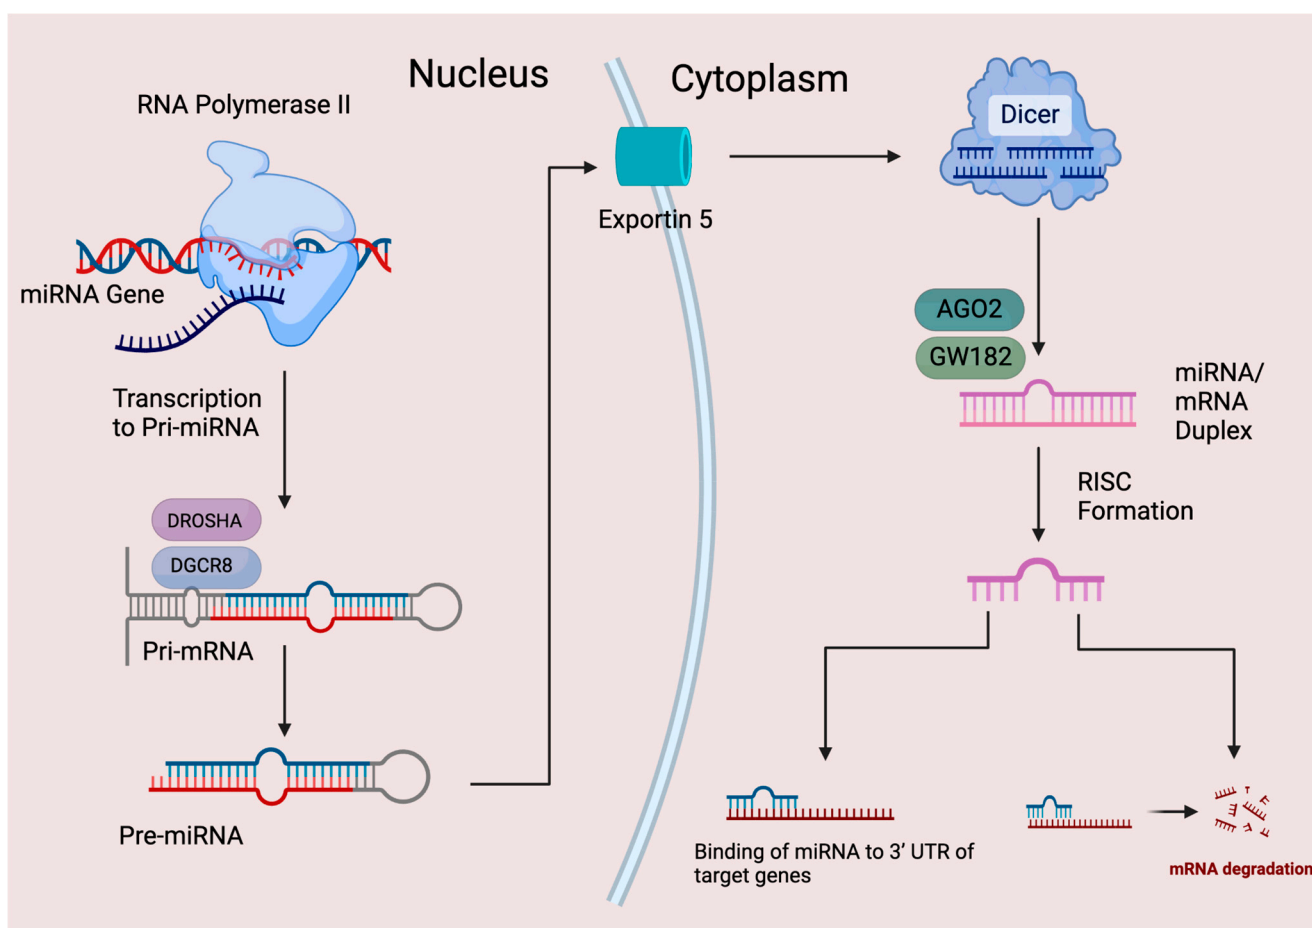 Nucleus
Cytoplasm
RNA Polymerase II
Dicer
Exportin 5
miRNA Gene
AGO2
GW182
miRNA/
mRNA
Duplex
Transcription
to Pri-miRNA
RISC
Formation
DROSHA
DGCR8
Pri-mRNA
Pre-miRNA
Binding of miRNA to 3’ UTR of
target genes
mRNA degradation